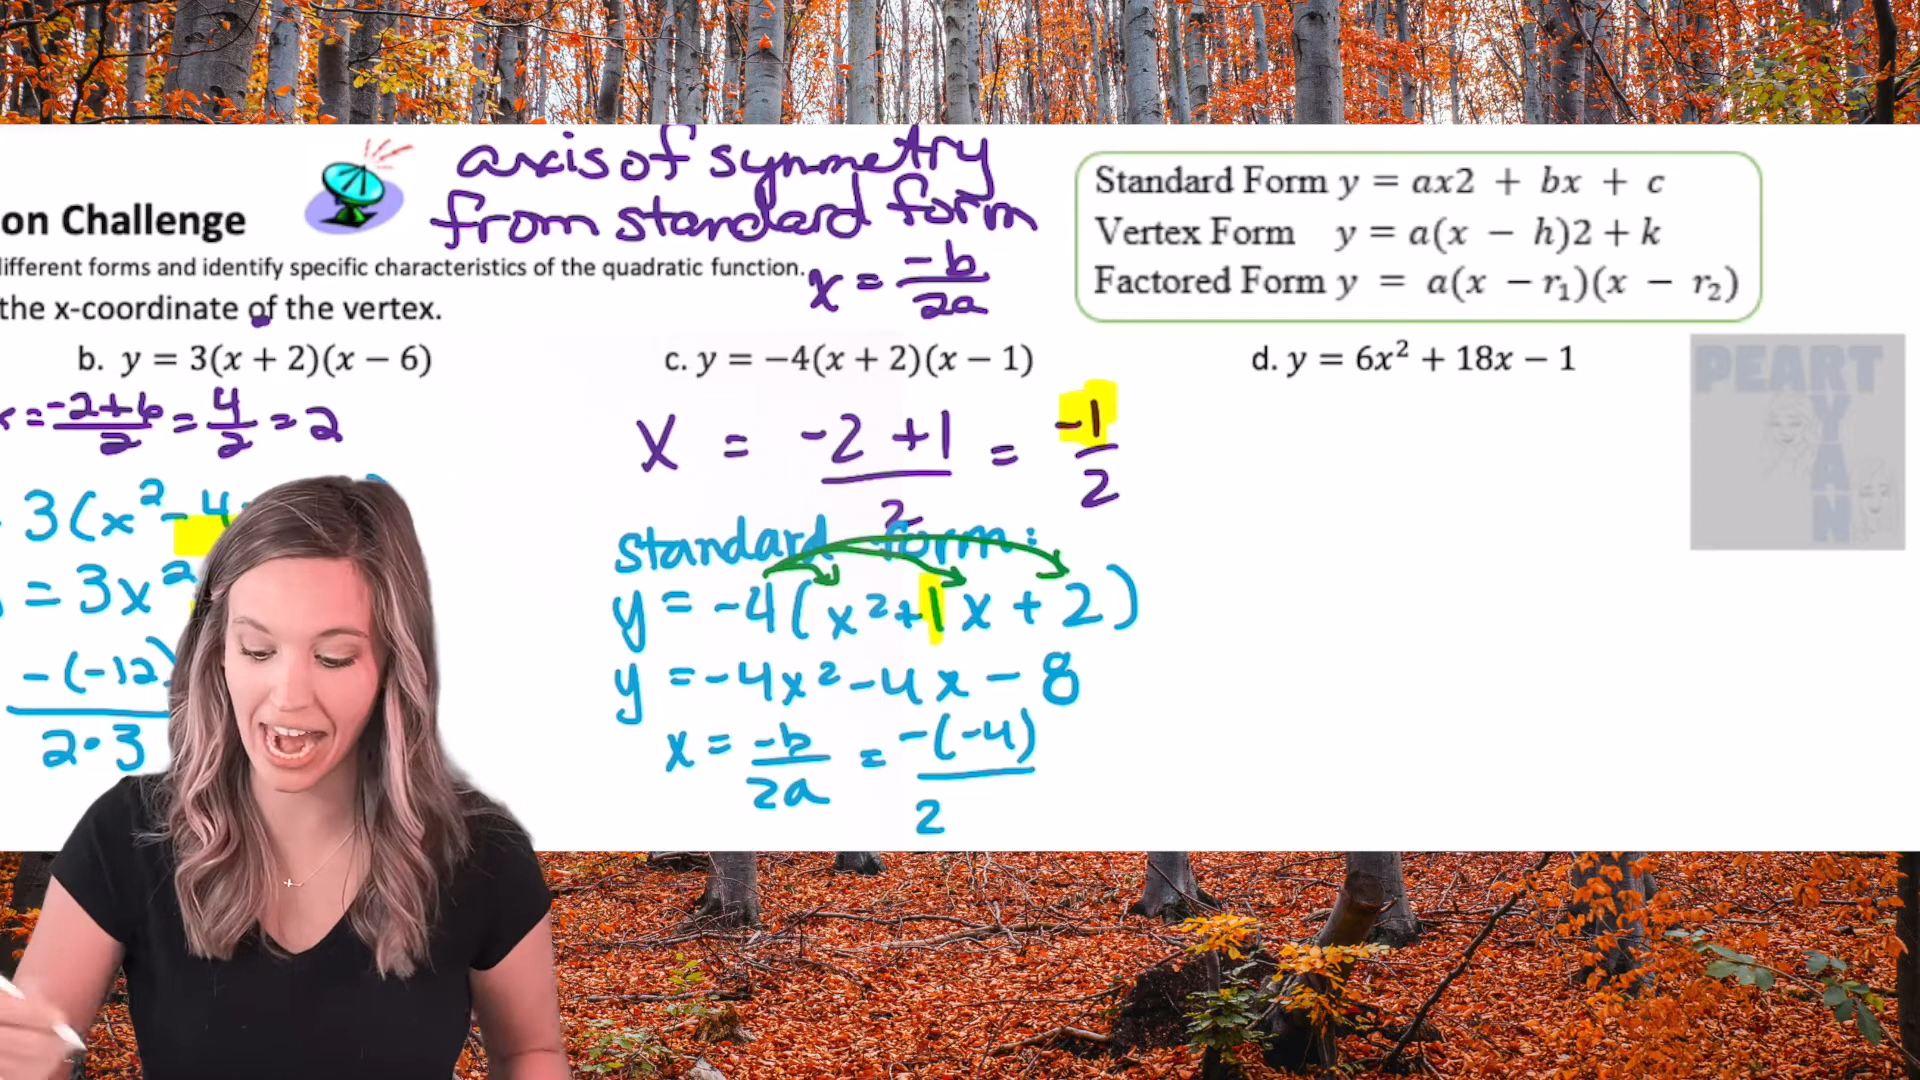 axis of symmetry
from standard form
x = -b/2a
on Challenge
different forms and identify specific characteristics of the quadratic function.
the x-coordinate of the vertex.
Standard Form y = ax2 + bx + c
Vertex Form y = a(x − h)2 + k
Factored Form y = a(x − r₁)(x − r₂)
b. y = 3(x + 2)(x − 6)
x = -2+6/2 = 4/2 = 2
3(x² - 4
= 3x²
-(-12)
2·3
c. y = −4(x + 2)(x − 1)
X = -2 +1/2 = -1/2
standard form:
y = -4(x² + 1x + 2)
y = -4x² - 4x - 8
x = -b/2a = -(-4)/2
d. y = 6x² + 18x − 1
PEART
YAN